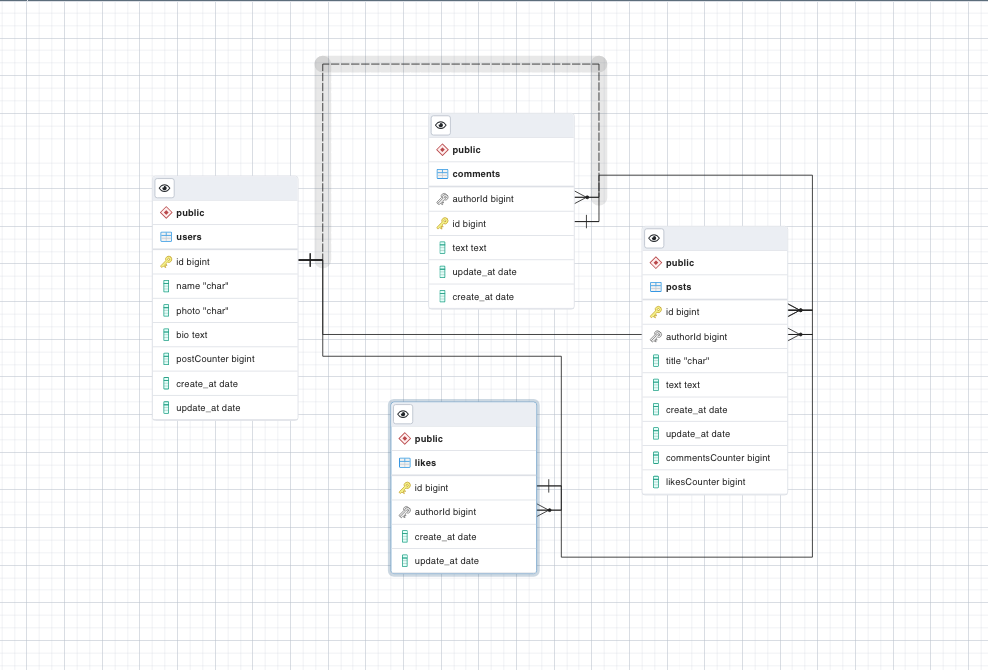 public
users
id bigint
name "char"
photo "char"
bio text
postCounter bigint
create_at date
update_at date
public
comments
authorId bigint
id bigint
text text
update_at date
create_at date
public
posts
id bigint
authorId bigint
title "char"
text text
create_at date
update_at date
commentsCounter bigint
likesCounter bigint
public
likes
id bigint
authorId bigint
create_at date
update_at date